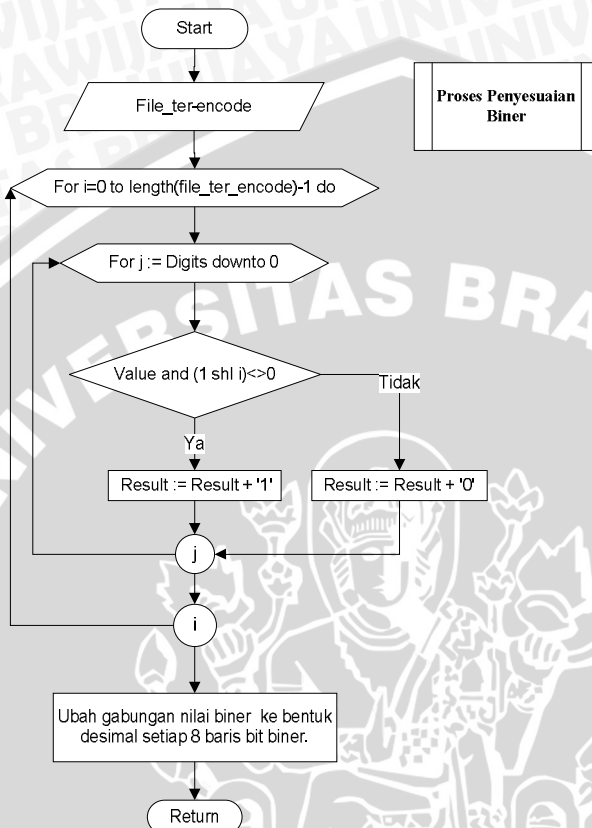 Start
File_ter-encode
Proses Penyesuaian
Biner
For i=0 to length(file_ter_encode)-1 do
For j := Digits downto 0
Value and (1 shl i)<>0
Tidak
Ya
Result := Result + '1'
Result := Result + '0'
j
i
Ubah gabungan nilai biner ke bentuk
desimal setiap 8 baris bit biner.
Return